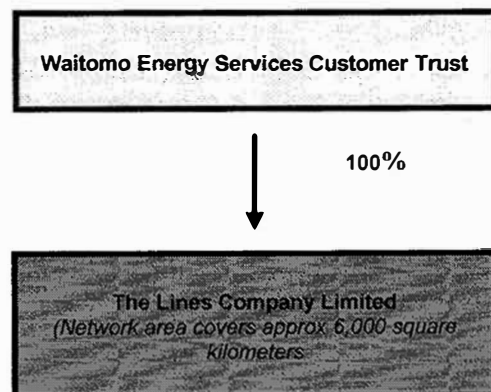 Waitomo Energy Services Customer Trust
100%
The Lines Company Limited
(Network area covers approx 6,000 square
kilometers